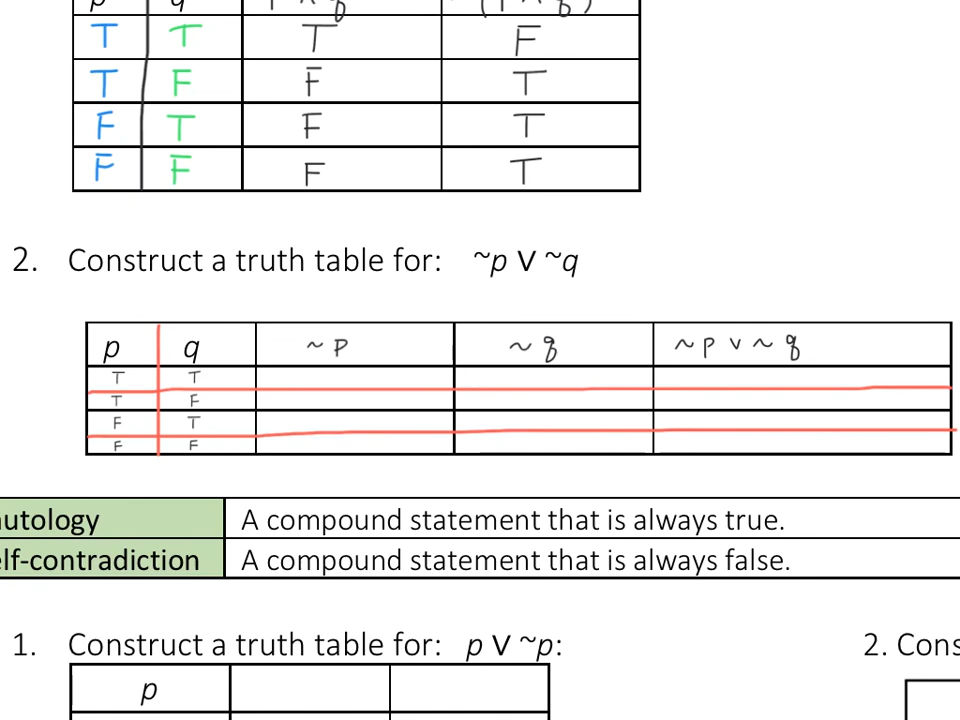 p q
T T T F
T F F T
F T F T
F F F T
2. Construct a truth table for: ~p ∨ ~q
p q ~p ~q ~p ∨ ~q
T T
T F
F T
F F
utology A compound statement that is always true.
lf-contradiction A compound statement that is always false.
1. Construct a truth table for: p ∨ ~p: 2. Cons
p